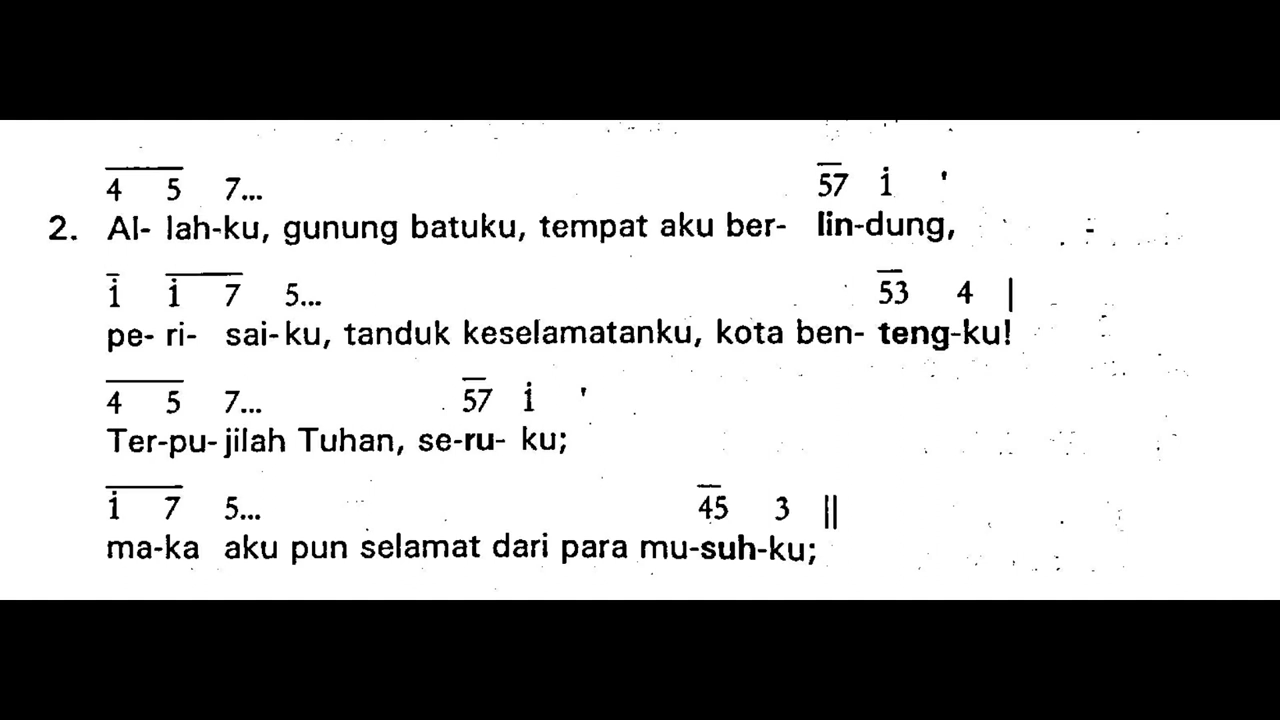 4 5 7... 57 i '
2. Al- lah-ku, gunung batuku, tempat aku ber- lin-dung,
i i 7 5... 53 4 |
pe- ri- sai-ku, tanduk keselamatanku, kota ben- teng-ku!
4 5 7... 57 i '
Ter-pu-jilah Tuhan, se-ru- ku;
i 7 5... 45 3 ||
ma-ka aku pun selamat dari para mu-suh-ku;